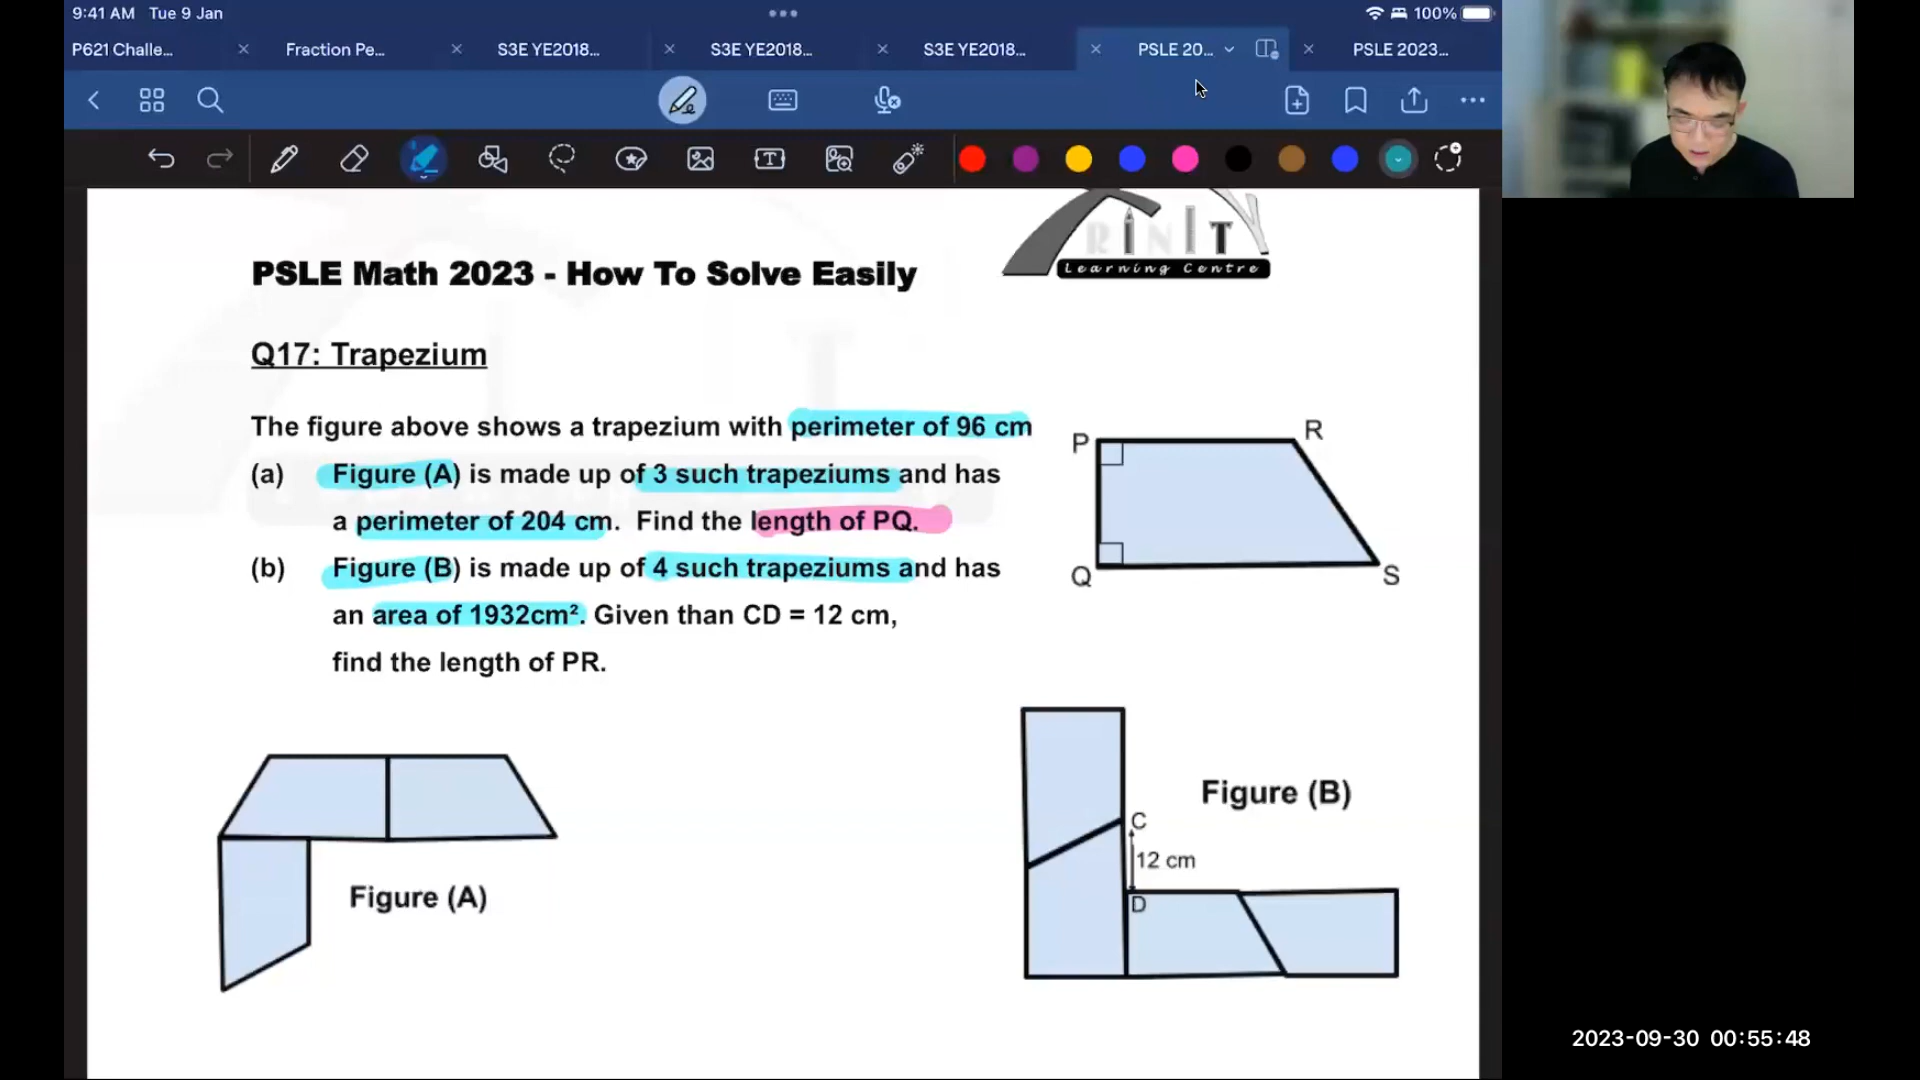 9:41 AM Tue 9 Jan
100%
P621 Challe...
Fraction Pe...
S3E YE2018...
S3E YE2018...
S3E YE2018...
PSLE 20...
PSLE 2023...
RINITY
Learning Centre
PSLE Math 2023 - How To Solve Easily
Q17: Trapezium
The figure above shows a trapezium with perimeter of 96 cm
(a) Figure (A) is made up of 3 such trapeziums and has
a perimeter of 204 cm. Find the length of PQ.
(b) Figure (B) is made up of 4 such trapeziums and has
an area of 1932cm². Given than CD = 12 cm,
find the length of PR.
P
R
Q
S
Figure (A)
Figure (B)
C
12 cm
D
2023-09-30 00:55:48